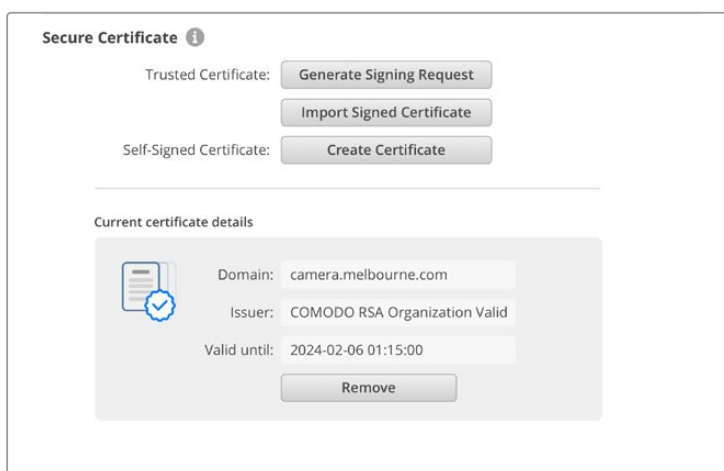 Secure Certificate
Trusted Certificate: Generate Signing Request
Import Signed Certificate
Self-Signed Certificate: Create Certificate
Current certificate details
Domain: camera.melbourne.com
Issuer: COMODO RSA Organization Valid
Valid until: 2024-02-06 01:15:00
Remove